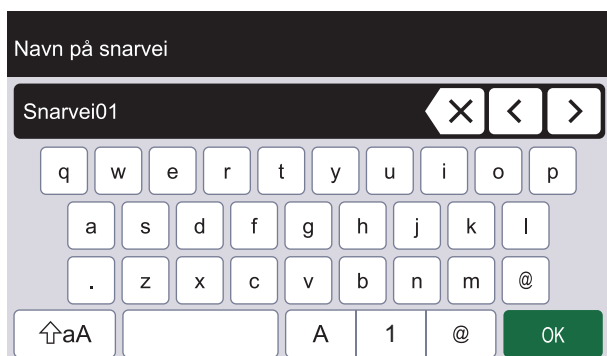 Navn på snarvei
Snarvei01
q w e r t y u i o p
a s d f g h j k l
. z x c v b n m @
aA A 1 @ OK